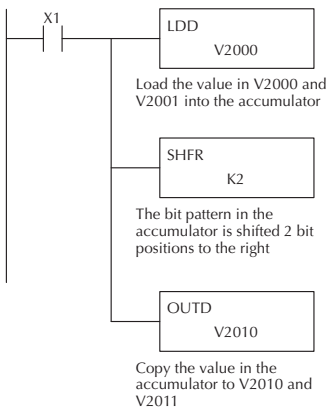 X1
LDD
V2000
Load the value in V2000 and
V2001 into the accumulator
SHFR
K2
The bit pattern in the
accumulator is shifted 2 bit
positions to the right
OUTD
V2010
Copy the value in the
accumulator to V2010 and
V2011